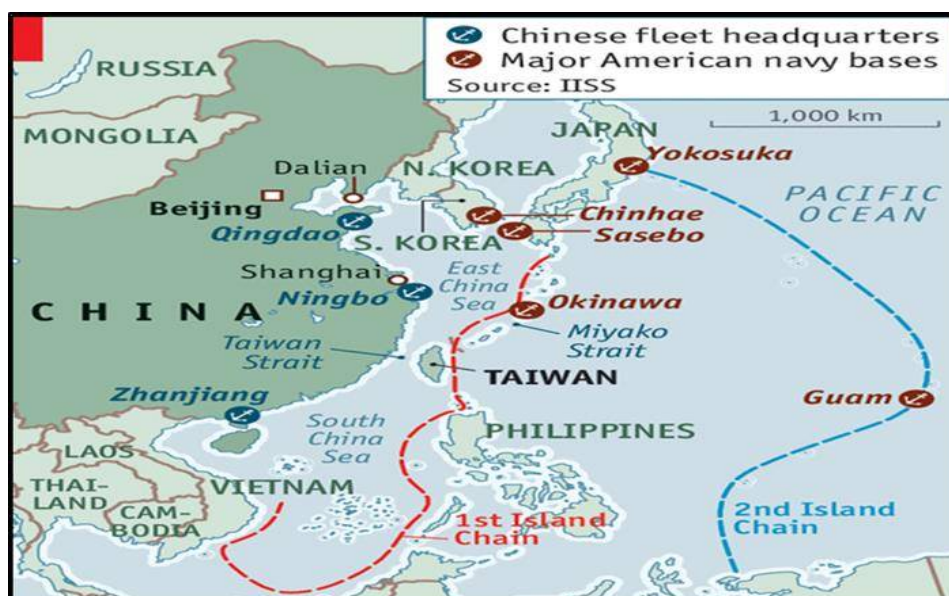 Chinese fleet headquarters
Major American navy bases
Source: IISS
1,000 km
RUSSIA
MONGOLIA
JAPAN
Yokosuka
N. KOREA
Dalian
Beijing
Qingdao
S. KOREA
Chinhae
Sasebo
PACIFIC
OCEAN
Shanghai
Ningbo
East
China
Sea
CHINA
Okinawa
Taiwan
Strait
Miyako
Strait
TAIWAN
Zhanjiang
Guam
South
China
Sea
PHILIPPINES
LAOS
THAI-
LAND
VIETNAM
CAM-
BODIA
1st Island
Chain
2nd Island
Chain